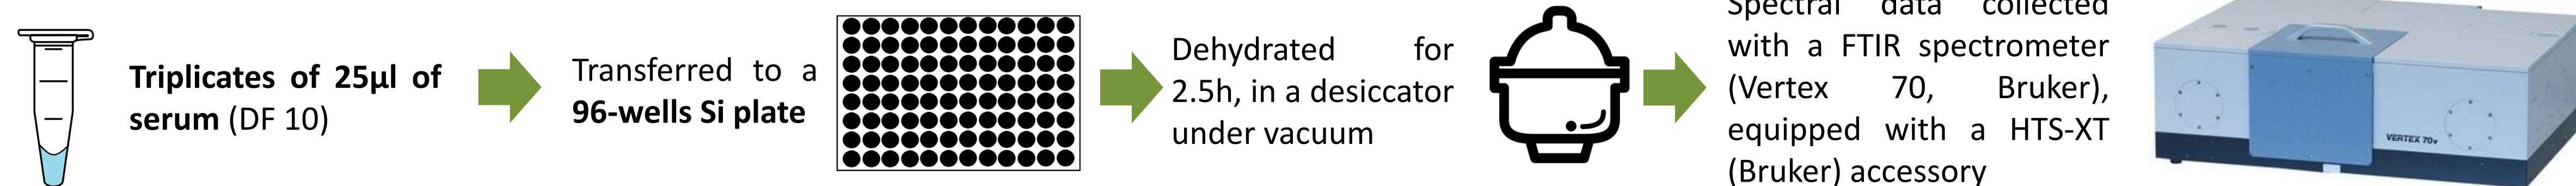 Triplicates of 25µl of
serum (DF 10)
Transferred to a
96-wells Si plate
Dehydrated for
2.5h, in a desiccator
under vacuum
Spectral data collected
with a FTIR spectrometer
(Vertex 70, Bruker),
equipped with a HTS-XT
(Bruker) accessory
VERTEX 70v